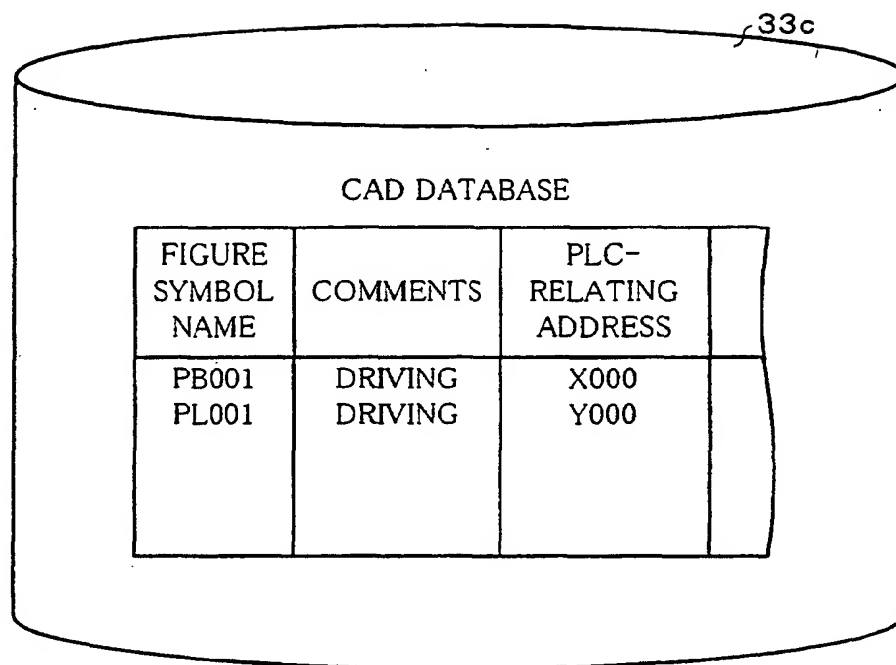 33c
CAD DATABASE
FIGURE SYMBOL NAME
COMMENTS
PLC-RELATING ADDRESS
PB001 DRIVING X000
PL001 DRIVING Y000